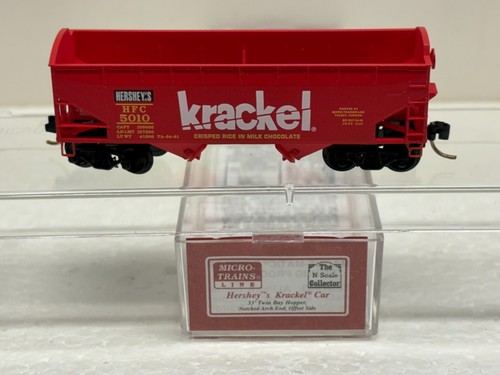 HERSHEY'S
HFC
5010
krackel®
CRISPED RICE IN MILK CHOCOLATE
MICRO-
TRAINS®
LINE
The
N Scale
Collector
Hershey™s Krackel® Car
33' Twin Bay Hopper,
Notched Arch End, Offset Side